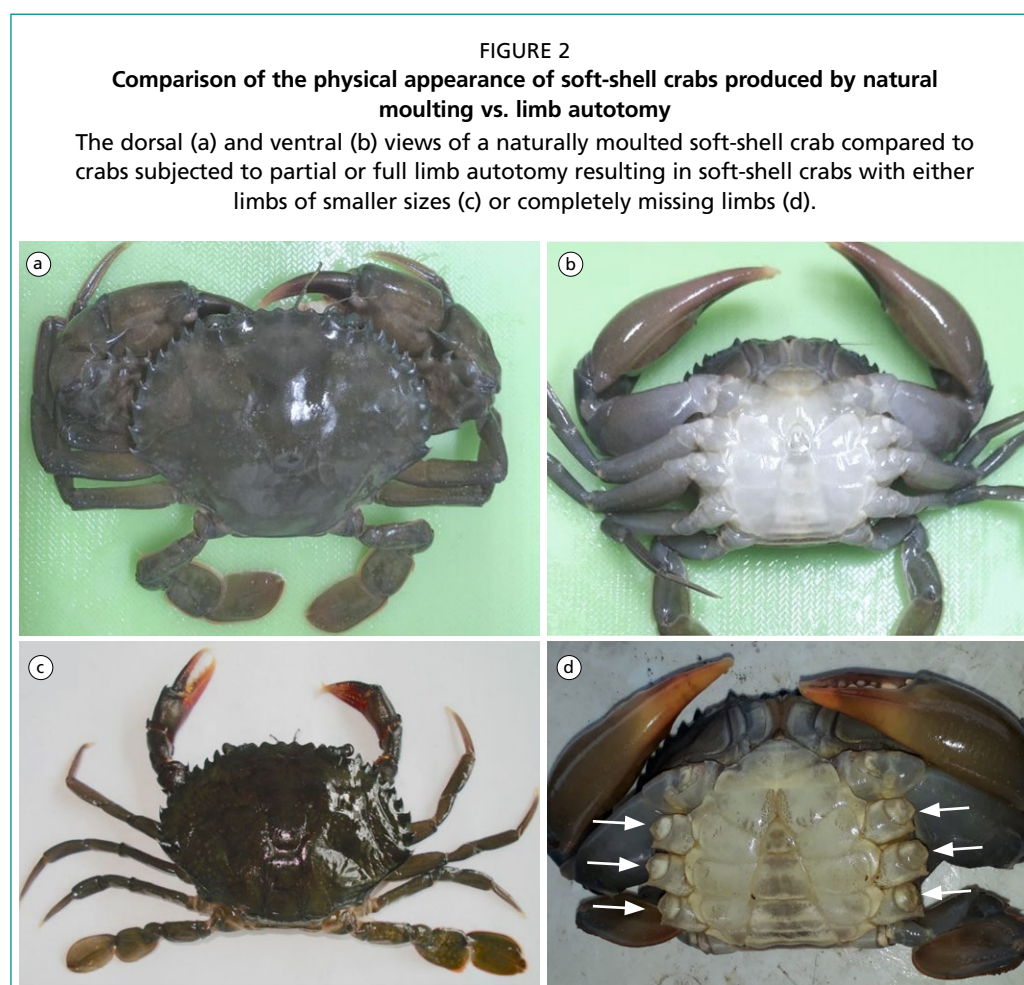 FIGURE 2
Comparison of the physical appearance of soft-shell crabs produced by natural
moulting vs. limb autotomy
The dorsal (a) and ventral (b) views of a naturally moulted soft-shell crab compared to
crabs subjected to partial or full limb autotomy resulting in soft-shell crabs with either
limbs of smaller sizes (c) or completely missing limbs (d).
a
b
c
d